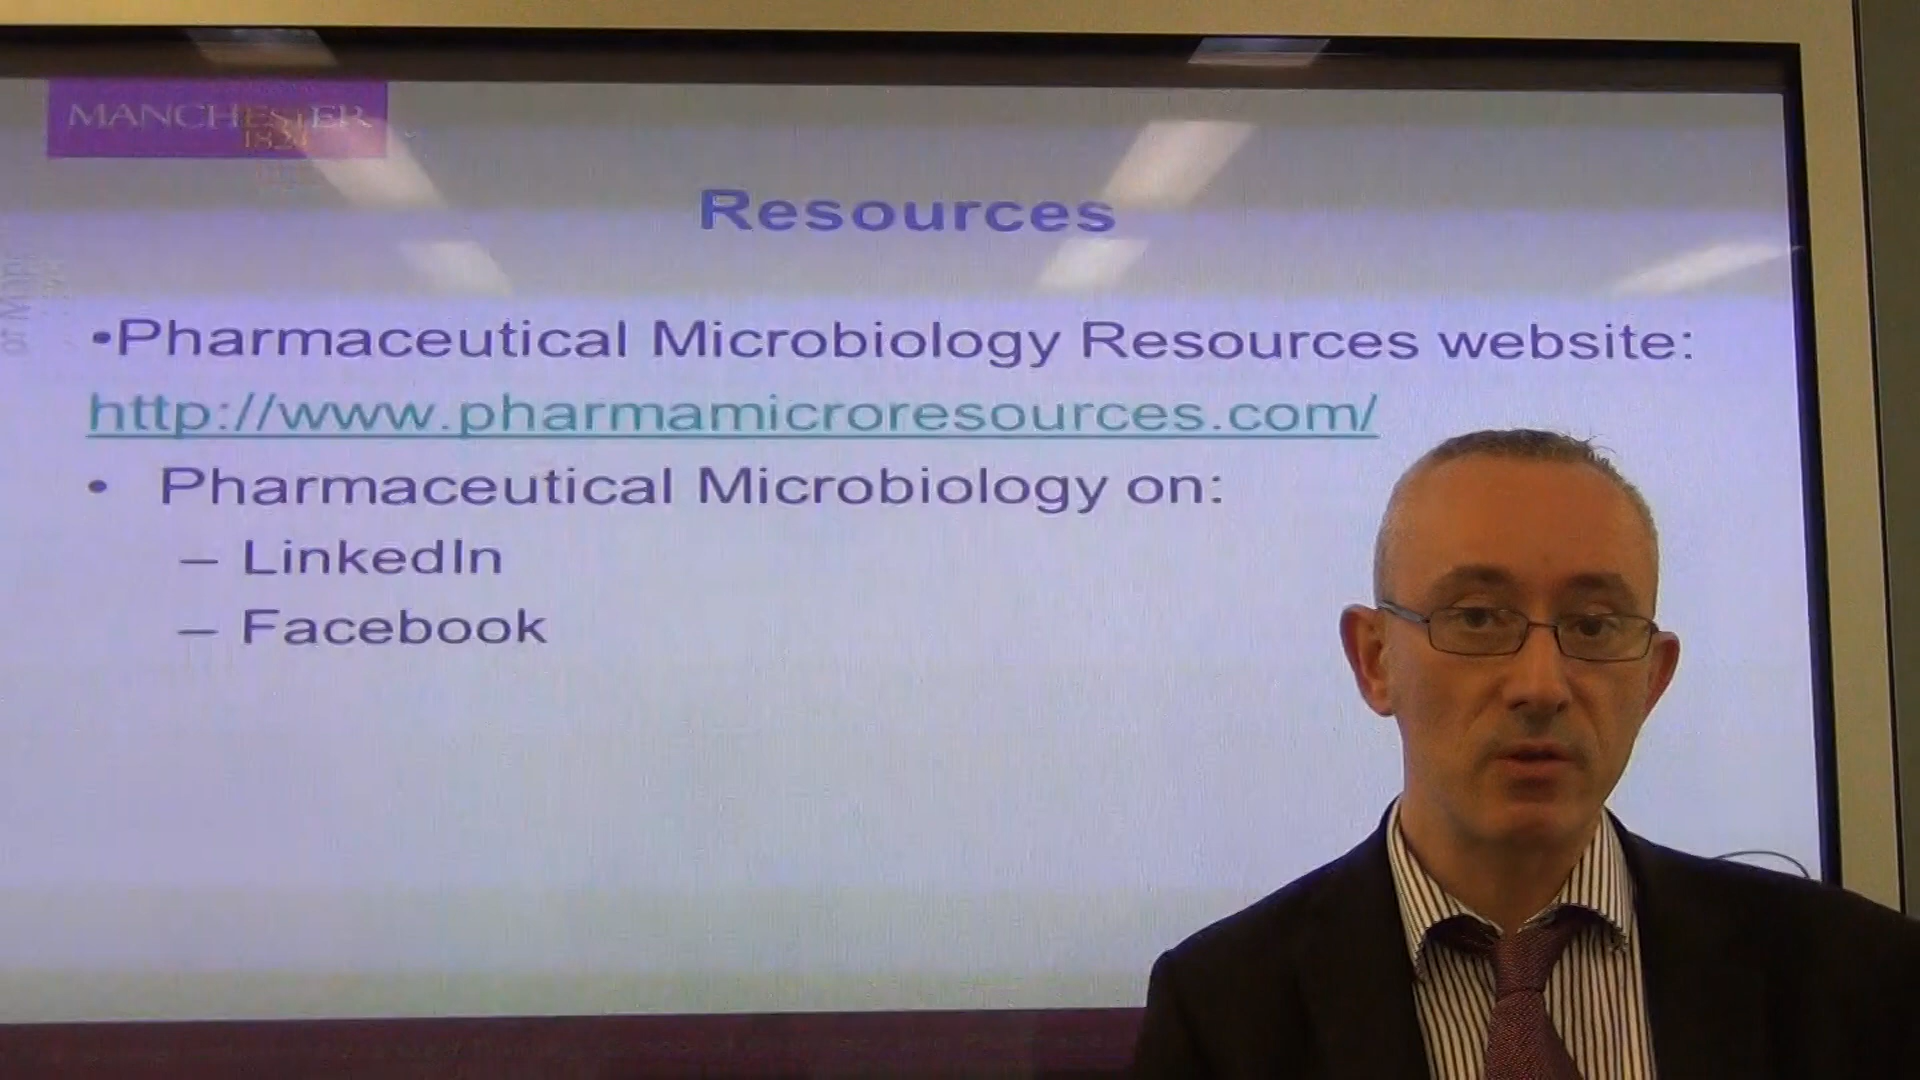 MANCHESTER
1824
Resources
•Pharmaceutical Microbiology Resources website:
http://www.pharmamicroresources.com/
• Pharmaceutical Microbiology on:
– LinkedIn
– Facebook